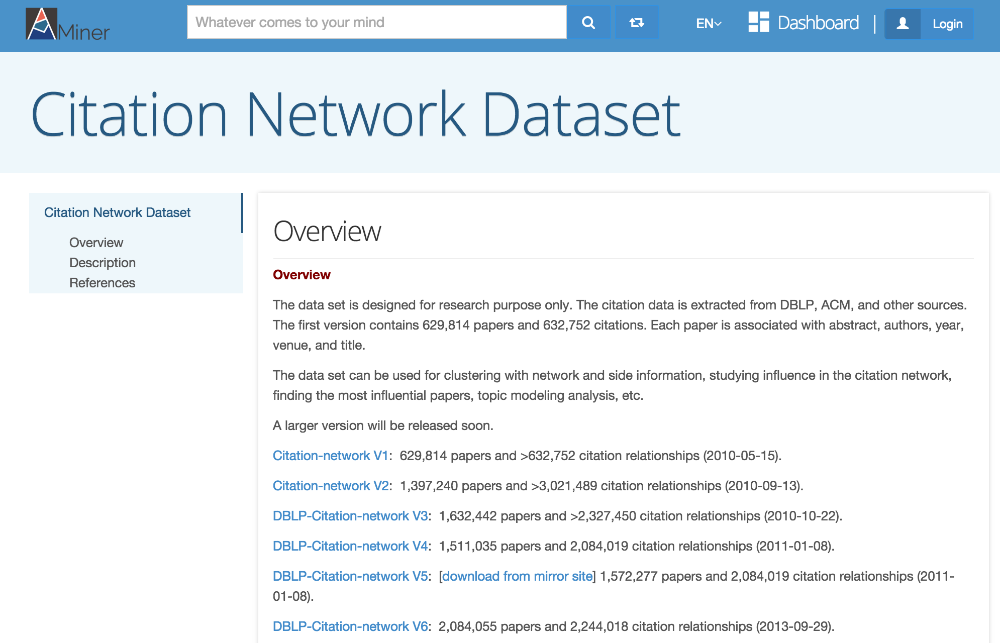 AMiner
Whatever comes to your mind
EN
Dashboard
|
Login
Citation Network Dataset
Citation Network Dataset
Overview
Description
References
Overview
Overview
The data set is designed for research purpose only. The citation data is extracted from DBLP, ACM, and other sources.
The first version contains 629,814 papers and 632,752 citations. Each paper is associated with abstract, authors, year,
venue, and title.
The data set can be used for clustering with network and side information, studying influence in the citation network,
finding the most influential papers, topic modeling analysis, etc.
A larger version will be released soon.
Citation-network V1: 629,814 papers and >632,752 citation relationships (2010-05-15).
Citation-network V2: 1,397,240 papers and >3,021,489 citation relationships (2010-09-13).
DBLP-Citation-network V3: 1,632,442 papers and >2,327,450 citation relationships (2010-10-22).
DBLP-Citation-network V4: 1,511,035 papers and 2,084,019 citation relationships (2011-01-08).
DBLP-Citation-network V5: [download from mirror site] 1,572,277 papers and 2,084,019 citation relationships (2011-
01-08).
DBLP-Citation-network V6: 2,084,055 papers and 2,244,018 citation relationships (2013-09-29).